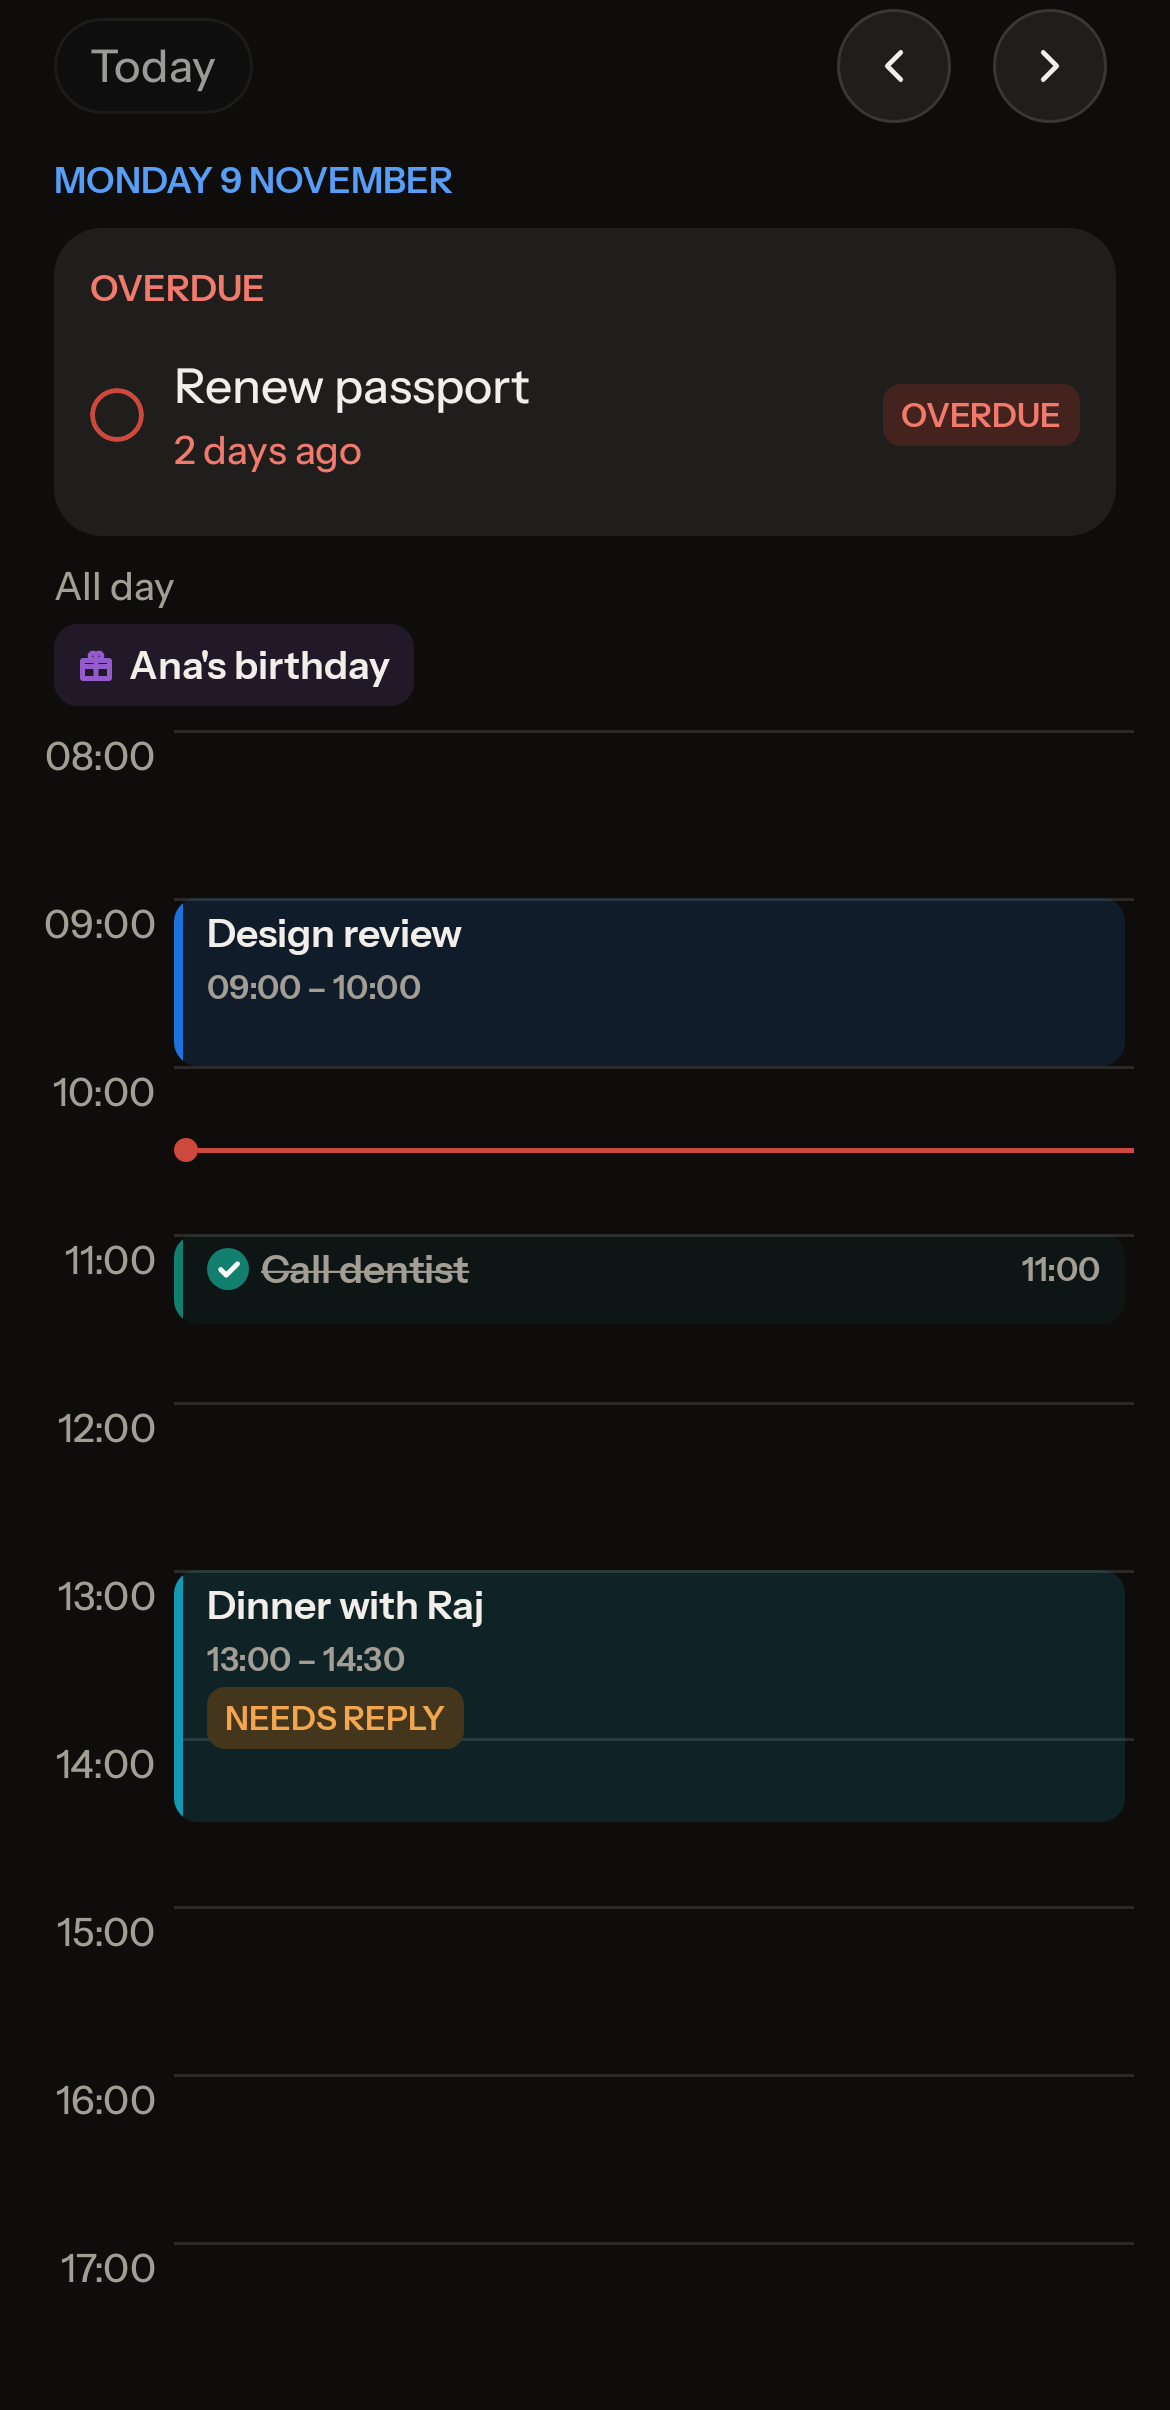 Today
MONDAY 9 NOVEMBER
OVERDUE
Renew passport
2 days ago
OVERDUE
All day
Ana's birthday
08:00
09:00
Design review
09:00 – 10:00
10:00
11:00
Call dentist
11:00
12:00
13:00
Dinner with Raj
13:00 – 14:30
NEEDS REPLY
14:00
15:00
16:00
17:00